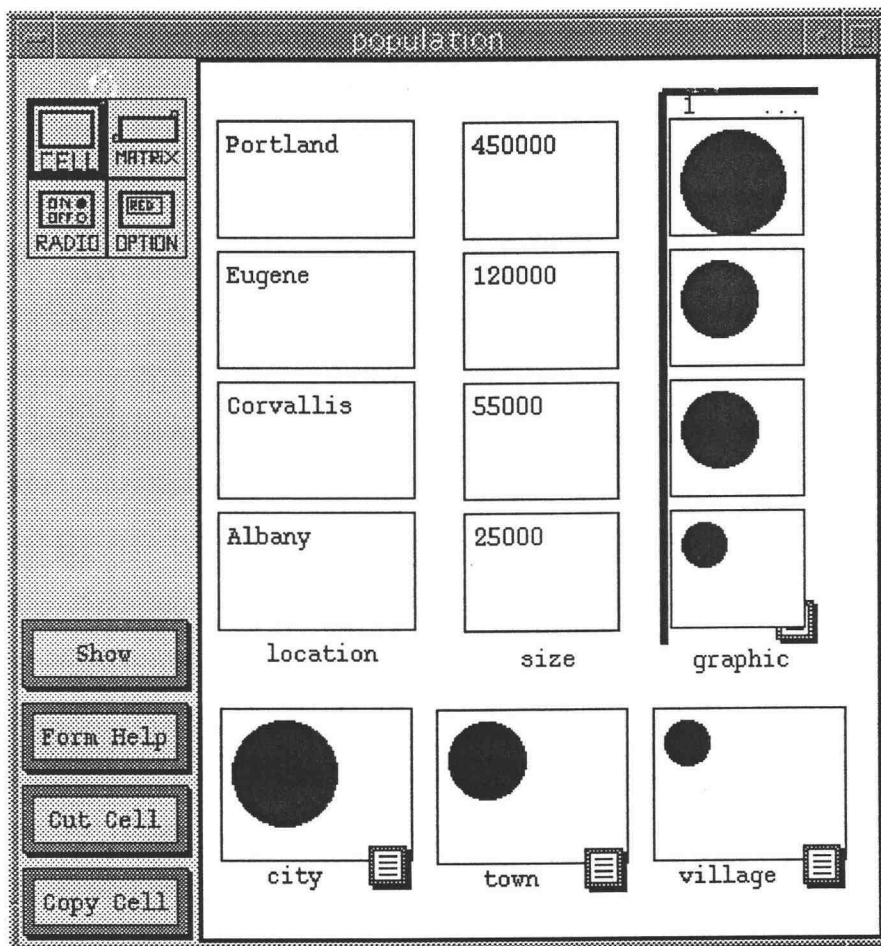 population
CELL MATRIX
ON
OFF RED
RADIO OPTION
1 ...
Portland 450000
Eugene 120000
Corvallis 55000
Albany 25000
location size graphic
Show
Form Help
Cut Cell
Copy Cell
city town village